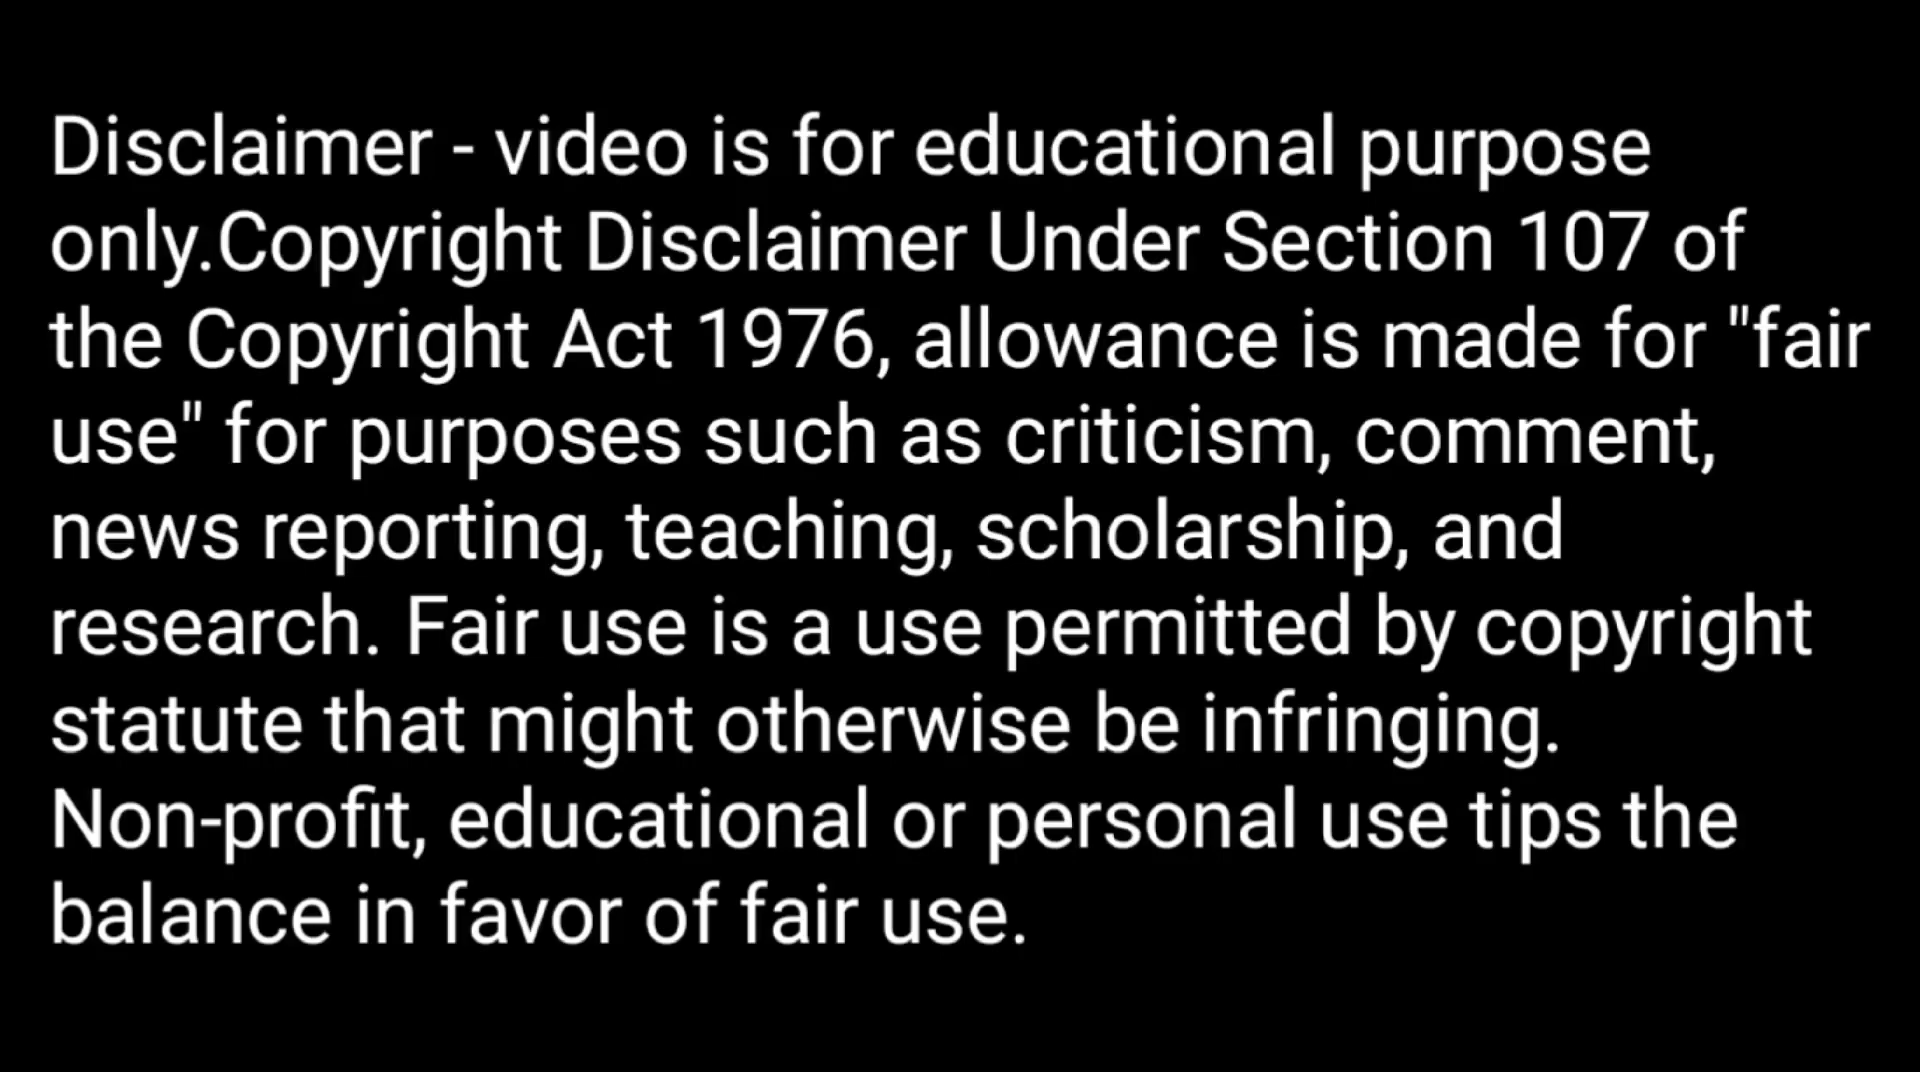 Disclaimer - video is for educational purpose
only.Copyright Disclaimer Under Section 107 of
the Copyright Act 1976, allowance is made for "fair
use" for purposes such as criticism, comment,
news reporting, teaching, scholarship, and
research. Fair use is a use permitted by copyright
statute that might otherwise be infringing.
Non-profit, educational or personal use tips the
balance in favor of fair use.